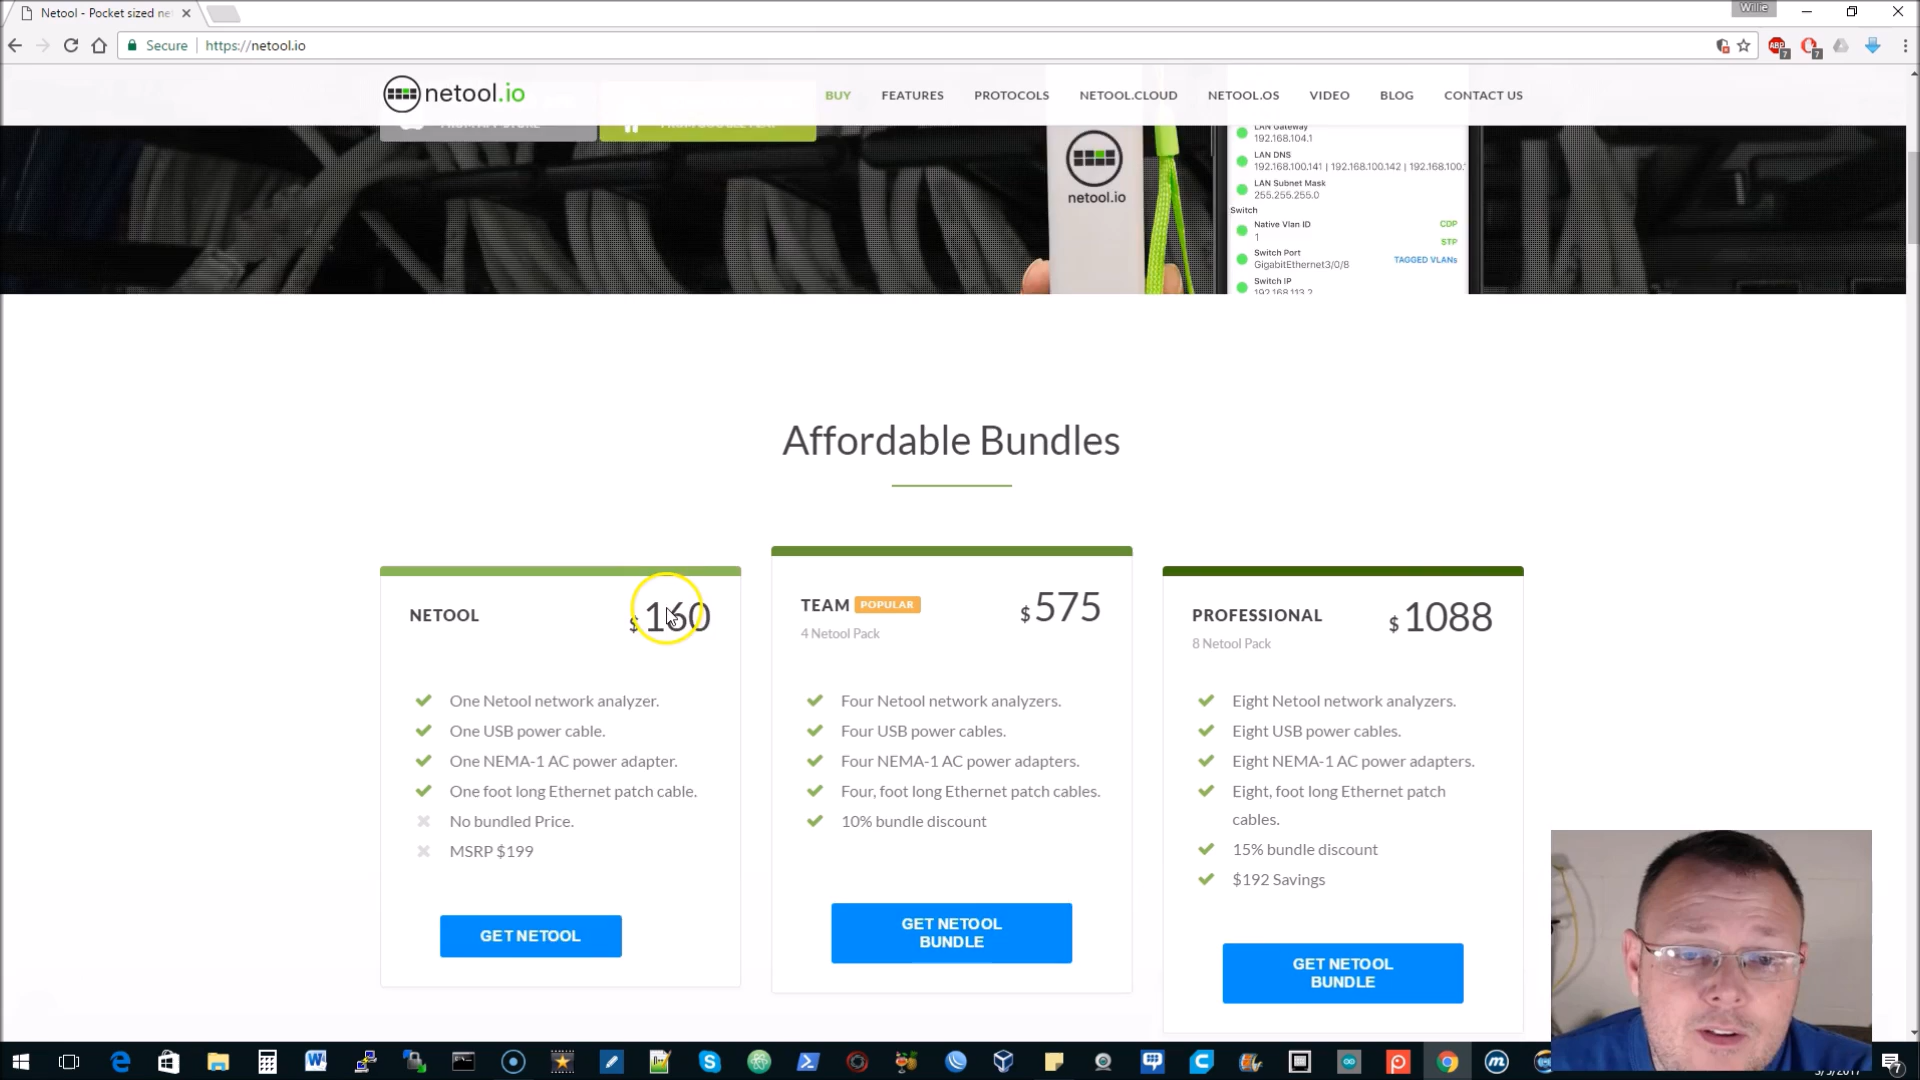 Netool - Pocket sized ne
Willie
Secure
https://netool.io
7
7
netool.io
BUY
FEATURES
PROTOCOLS
NETOOL.CLOUD
NETOOL.OS
VIDEO
BLOG
CONTACT US
netool.io
LAN Gateway
192.168.104.1
LAN DNS
192.168.100.141 | 192.168.100.142 | 192.168.100.
LAN Subnet Mask
255.255.255.0
Switch
Native Vlan ID
CDP
1
STP
Switch Port
GigabitEthernet3/0/8
TAGGED VLANs
Switch IP
192.168.113.2
Affordable Bundles
NETOOL
$ 160
One Netool network analyzer.
One USB power cable.
One NEMA-1 AC power adapter.
One foot long Ethernet patch cable.
No bundled Price.
MSRP $199
GET NETOOL
TEAM POPULAR
$ 575
4 Netool Pack
Four Netool network analyzers.
Four USB power cables.
Four NEMA-1 AC power adapters.
Four, foot long Ethernet patch cables.
10% bundle discount
GET NETOOL
BUNDLE
PROFESSIONAL
$ 1088
8 Netool Pack
Eight Netool network analyzers.
Eight USB power cables.
Eight NEMA-1 AC power adapters.
Eight, foot long Ethernet patch
cables.
15% bundle discount
$192 Savings
GET NETOOL
BUNDLE
7